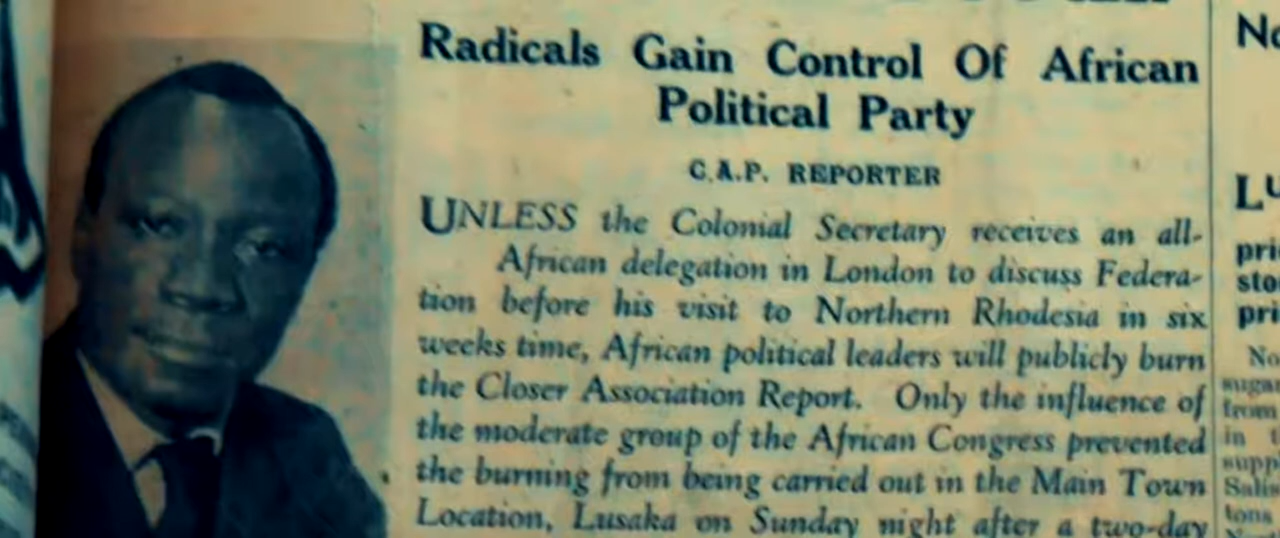 Radicals Gain Control Of African
Political Party
C.A.P. REPORTER
UNLESS the Colonial Secretary receives an all-
African delegation in London to discuss Federa-
tion before his visit to Northern Rhodesia in six
weeks time, African political leaders will publicly burn
the Closer Association Report. Only the influence of
the moderate group of the African Congress prevented
the burning from being carried out in the Main Town
Location, Lusaka on Sunday night after a two-day
No
pri
sto
pri
No
sugar
from
in
supp
tons